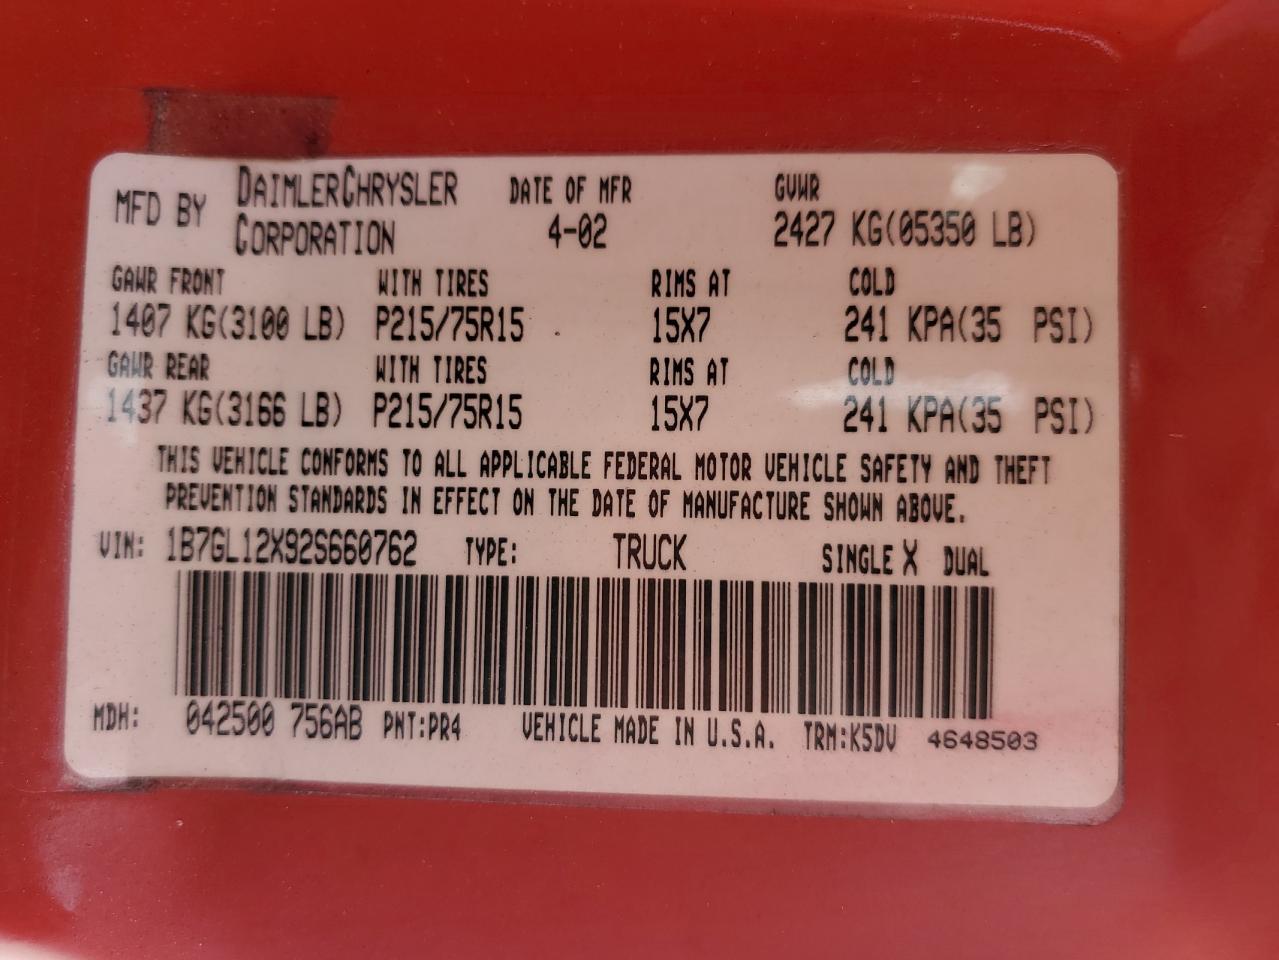 MFD BY DAIMLERCHRYSLER CORPORATION DATE OF MFR 4-02 GVWR 2427 KG(05350 LB)
GAWR FRONT WITH TIRES RIMS AT COLD
1407 KG(3100 LB) P215/75R15 15X7 241 KPA(35 PSI)
GAWR REAR WITH TIRES RIMS AT COLD
1437 KG(3166 LB) P215/75R15 15X7 241 KPA(35 PSI)
THIS VEHICLE CONFORMS TO ALL APPLICABLE FEDERAL MOTOR VEHICLE SAFETY AND THEFT
PREVENTION STANDARDS IN EFFECT ON THE DATE OF MANUFACTURE SHOWN ABOVE.
VIN: 1B7GL12X92S660762 TYPE: TRUCK SINGLE X DUAL
MDH: 042500 756AB PNT:PR4 VEHICLE MADE IN U.S.A. TRM:K5DV 4648503